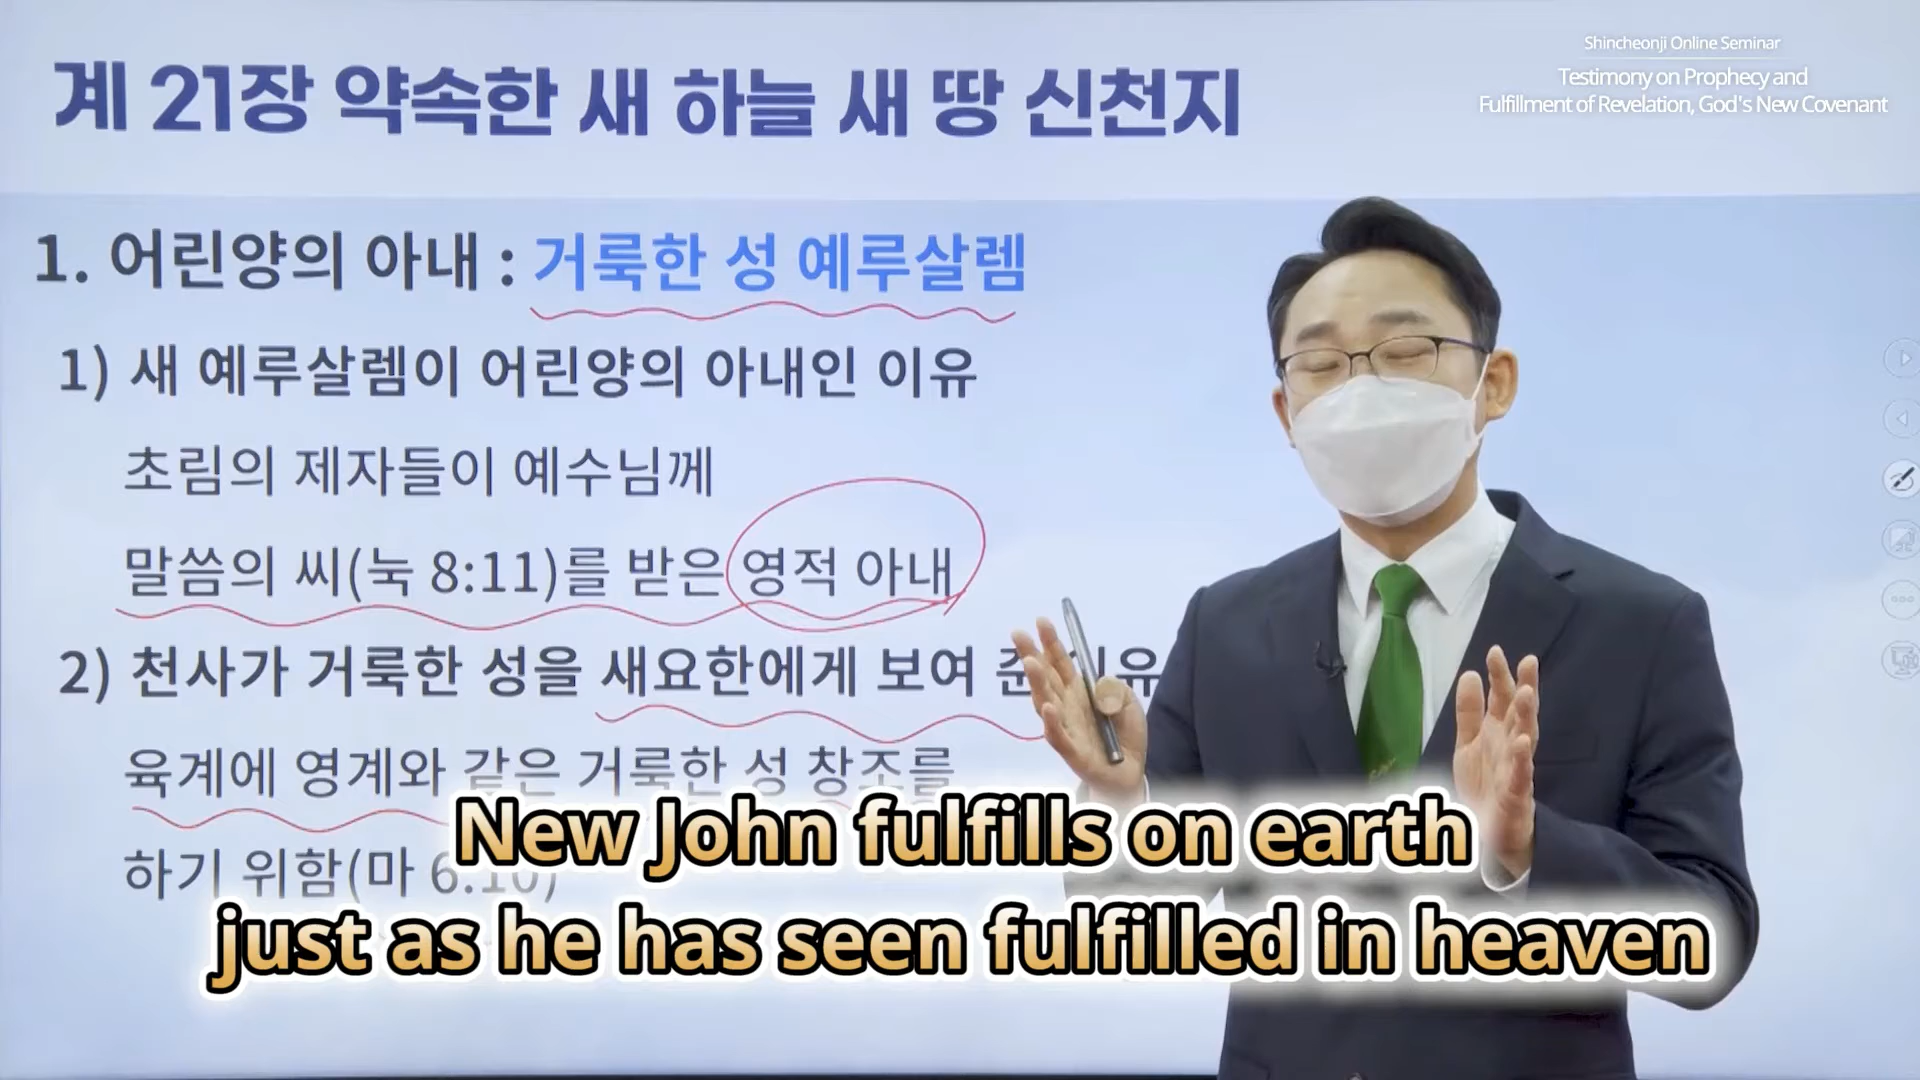 계 21장 약속한 새 하늘 새 땅 신천지
Shincheonji Online Seminar
Testimony on Prophecy and
Fulfillment of Revelation, God's New Covenant
1. 어린양의 아내 : 거룩한 성 예루살렘
1) 새 예루살렘이 어린양의 아내인 이유
초림의 제자들이 예수님께
말씀의 씨(눅 8:11)를 받은 영적 아내
2) 천사가 거룩한 성을 새요한에게 보여 준 이유
육계에 영계와 같은 거룩한 성 창조를
하기 위함(마 6:10)
New John fulfills on earth
just as he has seen fulfilled in heaven